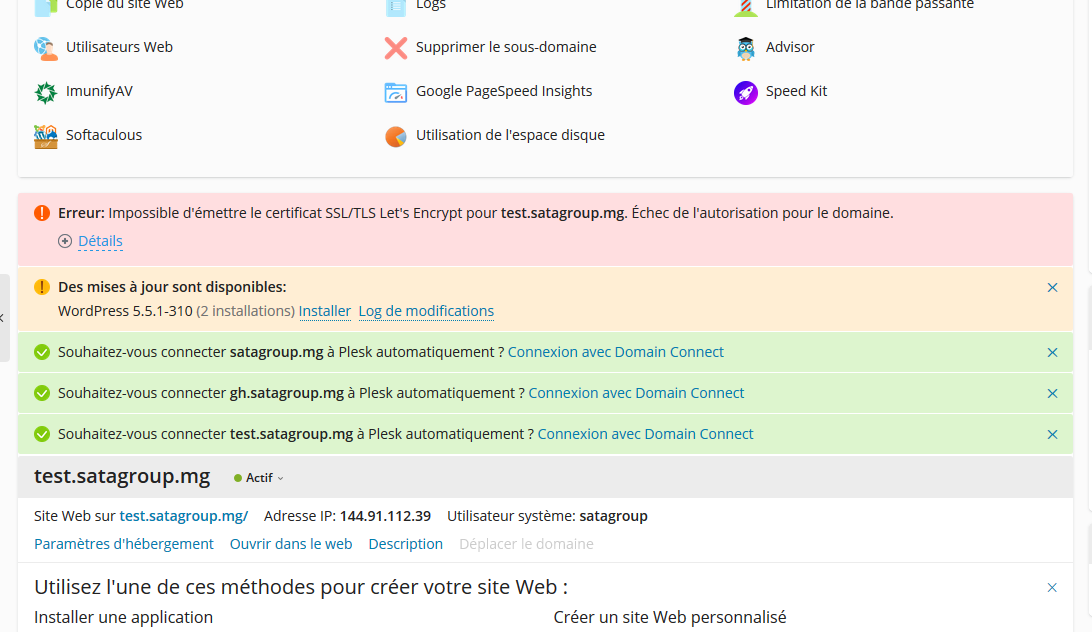 Copie du site Web
Logs
Limitation de la bande passante
Utilisateurs Web
Supprimer le sous-domaine
Advisor
ImunifyAV
Google PageSpeed Insights
Speed Kit
Softaculous
Utilisation de l'espace disque
Erreur: Impossible d'émettre le certificat SSL/TLS Let's Encrypt pour test.satagroup.mg. Échec de l'autorisation pour le domaine.
Détails
Des mises à jour sont disponibles:
WordPress 5.5.1-310 (2 installations) Installer Log de modifications
Souhaitez-vous connecter satagroup.mg à Plesk automatiquement ? Connexion avec Domain Connect
Souhaitez-vous connecter gh.satagroup.mg à Plesk automatiquement ? Connexion avec Domain Connect
Souhaitez-vous connecter test.satagroup.mg à Plesk automatiquement ? Connexion avec Domain Connect
test.satagroup.mg Actif
Site Web sur test.satagroup.mg/ Adresse IP: 144.91.112.39 Utilisateur système: satagroup
Paramètres d'hébergement Ouvrir dans le web Description Déplacer le domaine
Utilisez l'une de ces méthodes pour créer votre site Web :
Installer une application
Créer un site Web personnalisé